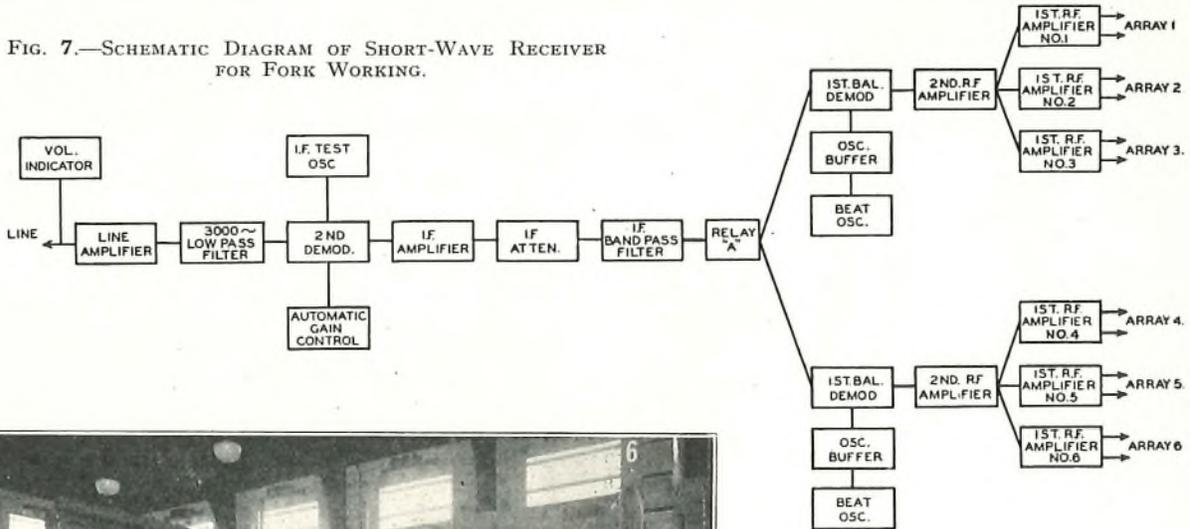 FIG. 7.—SCHEMATIC DIAGRAM OF SHORT-WAVE RECEIVER
FOR FORK WORKING.
VOL.
INDICATOR
I.F. TEST
OSC
LINE
LINE
AMPLIFIER
3000~
LOW PASS
FILTER
2ND
DEMOD.
I.F.
AMPLIFIER
I.F
ATTEN.
I.F.
BAND PASS
FILTER
RELAY
"A"
AUTOMATIC
GAIN
CONTROL
1ST. BAL.
DEMOD
2ND. R.F
AMPLIFIER
OSC.
BUFFER
BEAT
OSC.
1ST. R.F.
AMPLIFIER
NO.1
ARRAY 1
1ST. R.F.
AMPLIFIER
NO.2
ARRAY 2
1ST. R.F.
AMPLIFIER
NO.3
ARRAY 3.
1ST. BAL.
DEMOD
2ND. RF
AMPLIFIER
OSC.
BUFFER
BEAT
OSC.
1ST. R.F.
AMPLIFIER
NO.4
ARRAY 4.
1ST. R.F.
AMPLIFIER
NO.5
ARRAY 5.
1ST. R.F.
AMPLIFIER
NO.6
ARRAY 6
6